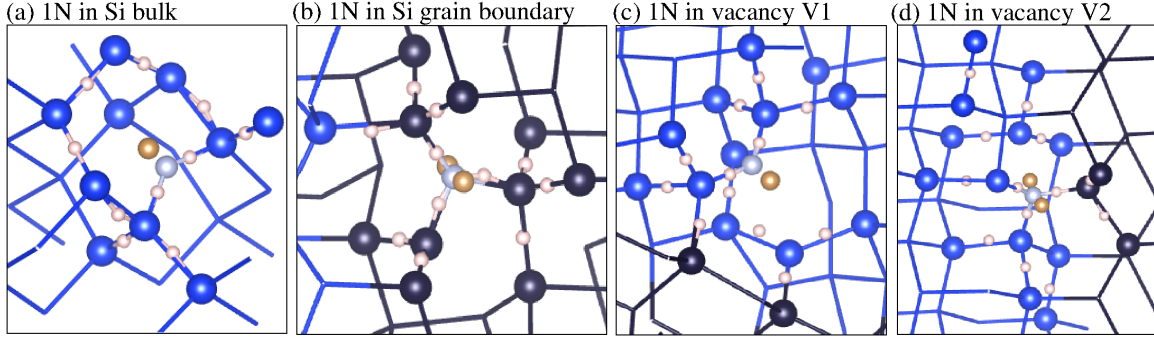 (a) 1N in Si bulk
(b) 1N in Si grain boundary
(c) 1N in vacancy V1
(d) 1N in vacancy V2